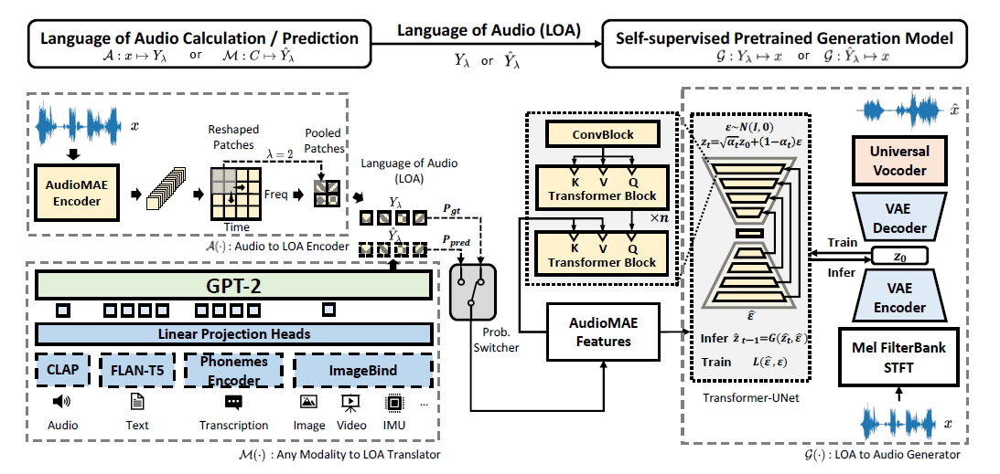 Language of Audio Calculation / Prediction
𝒜 : x ↦ Y_λ or ℳ : C ↦ Ŷ_λ
Language of Audio (LOA)
Y_λ or Ŷ_λ
Self-supervised Pretrained Generation Model
𝒢 : Y_λ ↦ x or 𝒢 : Ŷ_λ ↦ x
x
AudioMAE
Encoder
Reshaped
Patches
λ = 2
Pooled
Patches
Freq
Time
𝒜(·) : Audio to LOA Encoder
Language of Audio
(LOA)
Y_λ
Ŷ_λ
P_gt
P_pred
Prob.
Switcher
GPT-2
Linear Projection Heads
CLAP
FLAN-T5
Phonemes
Encoder
ImageBind
Audio
Text
Transcription
Image
Video
IMU
...
ℳ(·) : Any Modality to LOA Translator
ConvBlock
K V Q
Transformer Block
×n
K V Q
Transformer Block
AudioMAE
Features
ε~N(I, 0)
z_t=√α_t z_0+(1−α_t)ε
ε̂
Infer ẑ_t−1=G(ẑ_t, ε̂)
Train L(ε̂, ε)
Transformer-UNet
Train
Infer
x̂
Universal
Vocoder
VAE
Decoder
z_0
VAE
Encoder
Mel FilterBank
STFT
x
𝒢(·) : LOA to Audio Generator